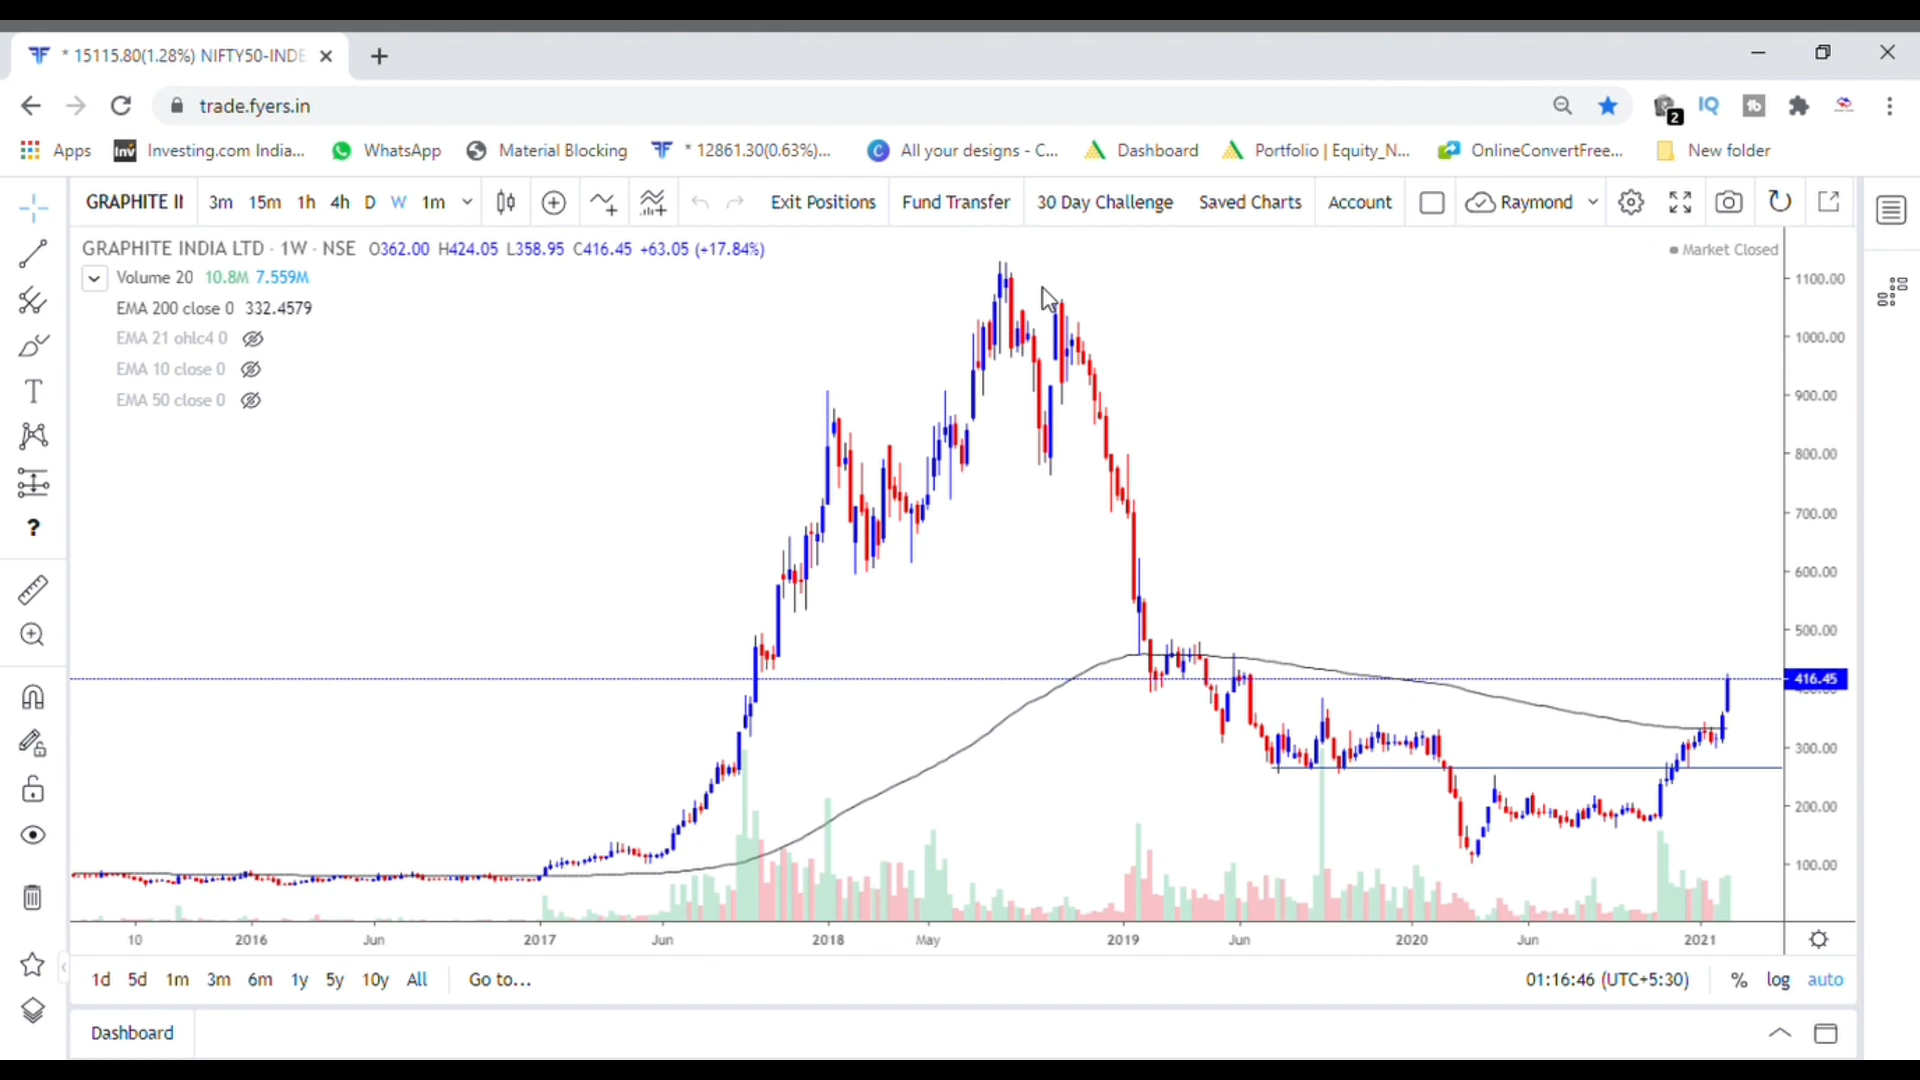 * 15115.80(1.28%) NIFTY50-INDE
trade.fyers.in
2 IQ tb
Apps Inv Investing.com India... WhatsApp Material Blocking * 12861.30(0.63%)... C All your designs - C... Dashboard Portfolio | Equity_N... OnlineConvertFree... New folder
GRAPHITE II 3m 15m 1h 4h D W 1m Exit Positions Fund Transfer 30 Day Challenge Saved Charts Account Raymond
GRAPHITE INDIA LTD · 1W · NSE O362.00 H424.05 L358.95 C416.45 +63.05 (+17.84%) Market Closed
Volume 20 10.8M 7.559M
EMA 200 close 0 332.4579
EMA 21 ohlc4 0
EMA 10 close 0
EMA 50 close 0
1100.00
1000.00
900.00
800.00
700.00
600.00
500.00
416.45
300.00
200.00
100.00
10 2016 Jun 2017 Jun 2018 May 2019 Jun 2020 Jun 2021
1d 5d 1m 3m 6m 1y 5y 10y All Go to... 01:16:46 (UTC+5:30) % log auto
Dashboard